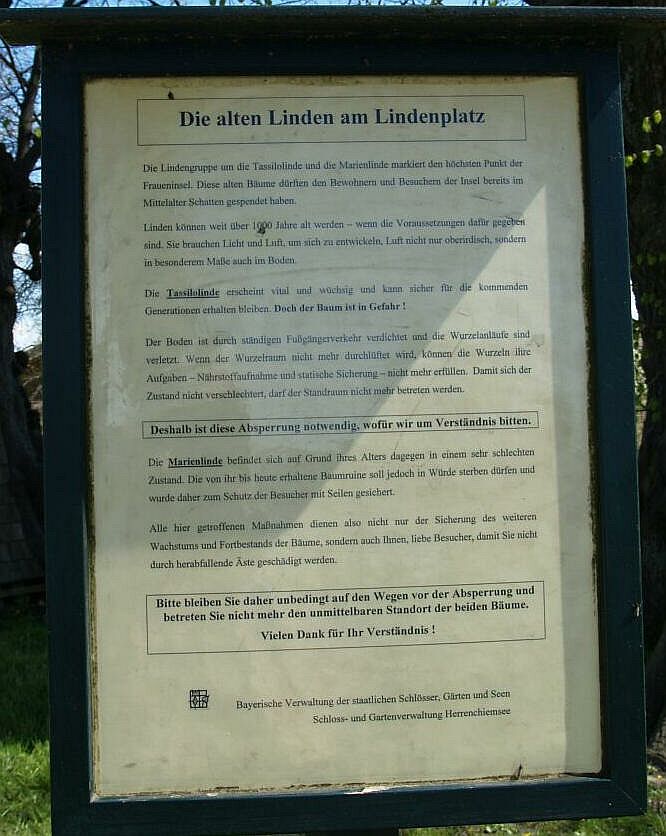 Die alten Linden am Lindenplatz
Die Lindengruppe um die Tassilolinde und die Marienlinde markiert den höchsten Punkt der
Fraueninsel. Diese alten Bäume dürften den Bewohnern und Besuchern der Insel bereits im
Mittelalter Schatten gespendet haben.
Linden können weit über 1000 Jahre alt werden – wenn die Voraussetzungen dafür gegeben
sind. Sie brauchen Licht und Luft, um sich zu entwickeln, Luft nicht nur oberirdisch, sondern
in besonderem Maße auch im Boden.
Die Tassilolinde erscheint vital und wüchsig und kann sicher für die kommenden
Generationen erhalten bleiben. Doch der Baum ist in Gefahr !
Der Boden ist durch ständigen Fußgängerverkehr verdichtet und die Wurzelanläufe sind
verletzt. Wenn der Wurzelraum nicht mehr durchlüftet wird, können die Wurzeln ihre
Aufgaben – Nährstoffaufnahme und statische Sicherung – nicht mehr erfüllen. Damit sich der
Zustand nicht verschlechtert, darf der Standraum nicht mehr betreten werden.
Deshalb ist diese Absperrung notwendig, wofür wir um Verständnis bitten.
Die Marienlinde befindet sich auf Grund ihres Alters dagegen in einem sehr schlechten
Zustand. Die von ihr bis heute erhaltene Baumruine soll jedoch in Würde sterben dürfen und
wurde daher zum Schutz der Besucher mit Seilen gesichert.
Alle hier getroffenen Maßnahmen dienen also nicht nur der Sicherung des weiteren
Wachstums und Fortbestands der Bäume, sondern auch Ihnen, liebe Besucher, damit Sie nicht
durch herabfallende Äste geschädigt werden.
Bitte bleiben Sie daher unbedingt auf den Wegen vor der Absperrung und
betreten Sie nicht mehr den unmittelbaren Standort der beiden Bäume.
Vielen Dank für Ihr Verständnis !
Bayerische Verwaltung der staatlichen Schlösser, Gärten und Seen
Schloss- und Gartenverwaltung Herrenchiemsee